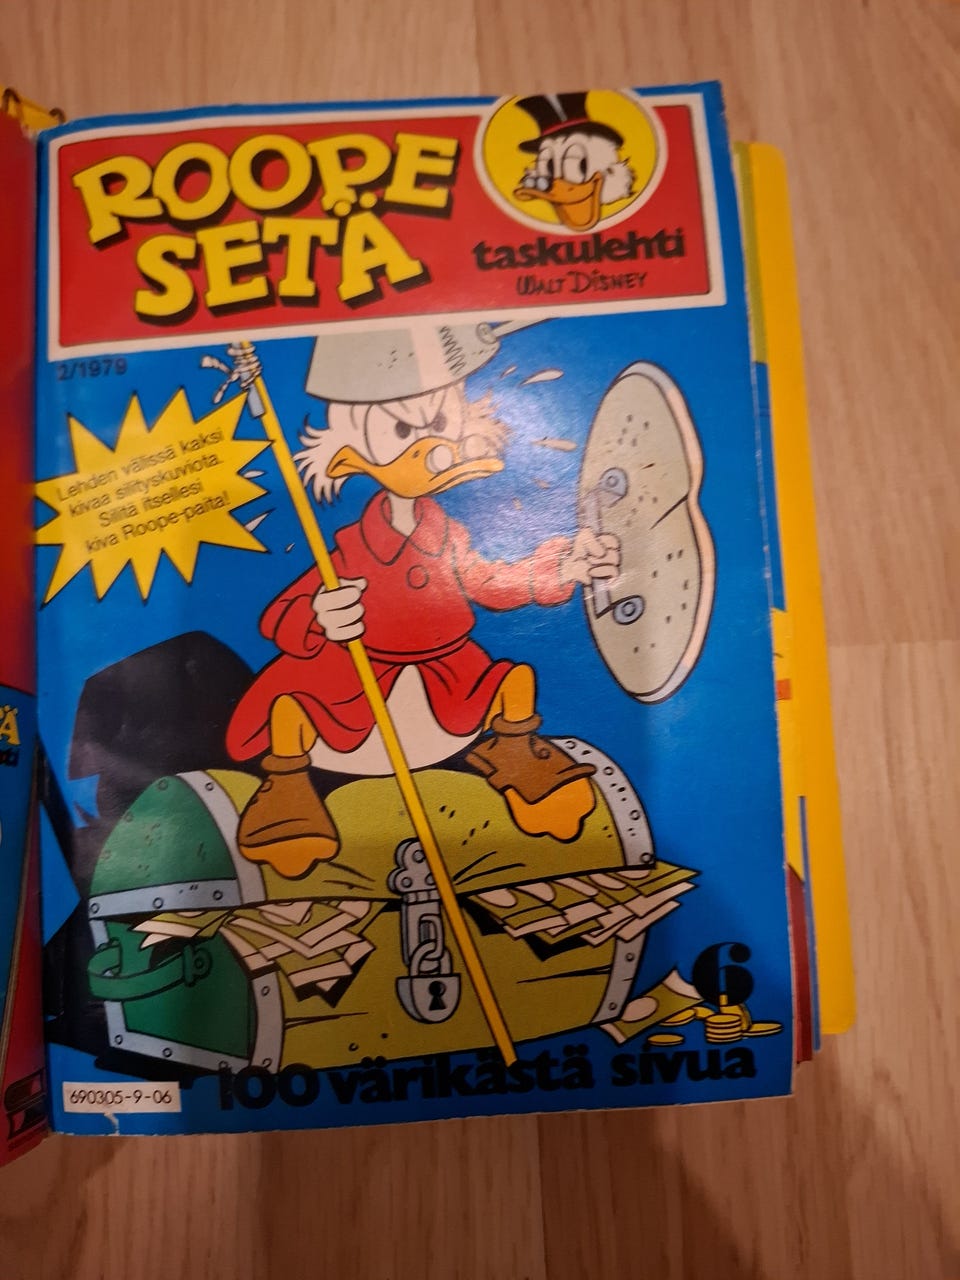 ROOPE
SETÄ
taskulehti
WALT DISNEY
2/1979
Lehden välissä kaksi
kivaa silityskuviota.
Silitä itsellesi
kiva Roope-paita!
6
100 värikästä sivua
690305-9-06
Ä